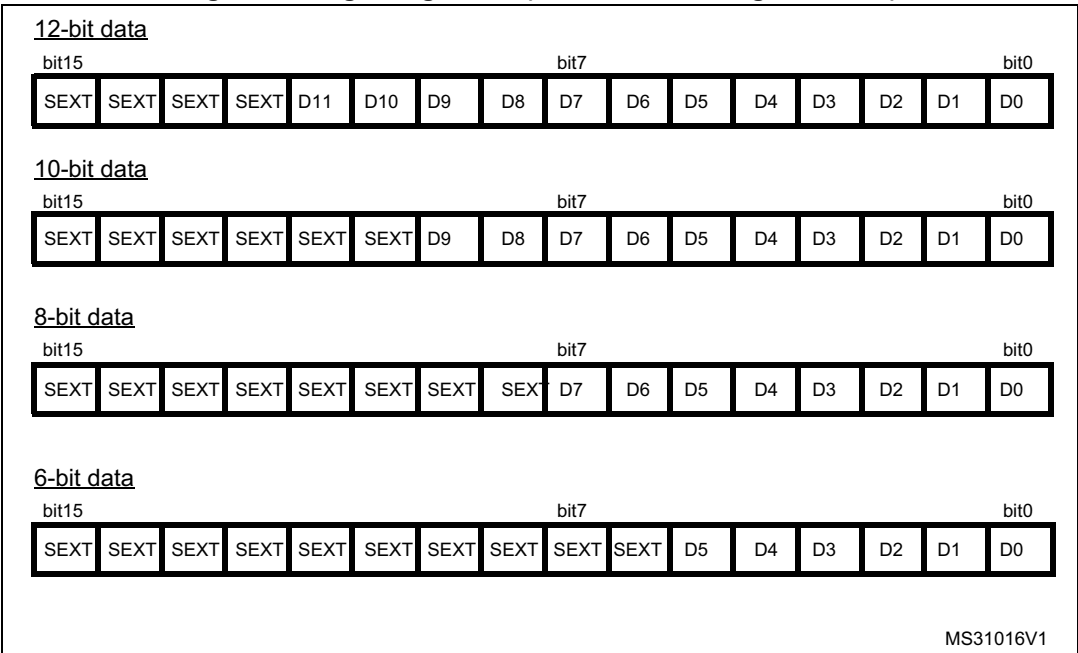 12-bit data
bit15 bit7 bit0
SEXT SEXT SEXT SEXT D11 D10 D9 D8 D7 D6 D5 D4 D3 D2 D1 D0
10-bit data
bit15 bit7 bit0
SEXT SEXT SEXT SEXT SEXT SEXT D9 D8 D7 D6 D5 D4 D3 D2 D1 D0
8-bit data
bit15 bit7 bit0
SEXT SEXT SEXT SEXT SEXT SEXT SEXT SEXT D7 D6 D5 D4 D3 D2 D1 D0
6-bit data
bit15 bit7 bit0
SEXT SEXT SEXT SEXT SEXT SEXT SEXT SEXT SEXT SEXT D5 D4 D3 D2 D1 D0
MS31016V1